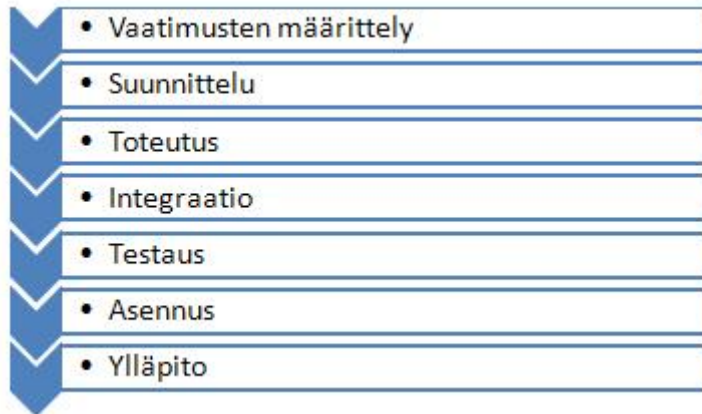 • Vaatimusten määrittely
• Suunnittelu
• Toteutus
• Integraatio
• Testaus
• Asennus
• Ylläpito